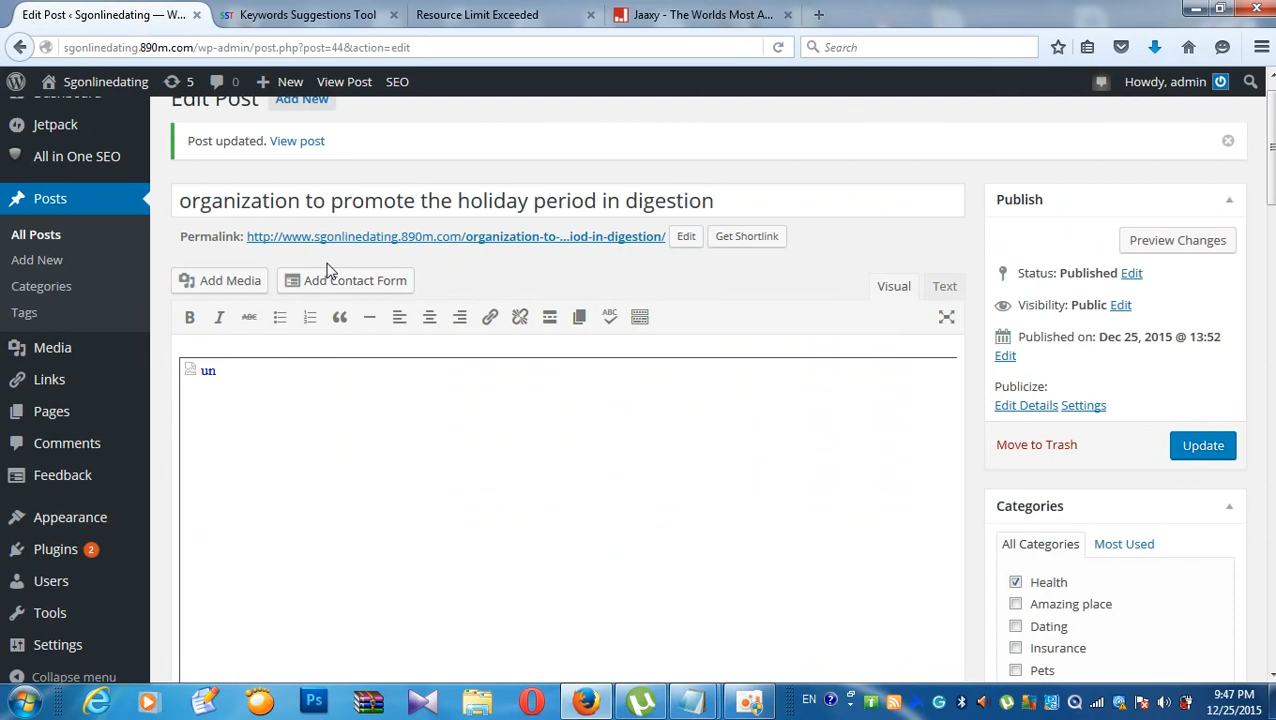 Edit Post ‹ Sgonlinedating — W...
Keywords Suggestions Tool
Resource Limit Exceeded
Jaaxy - The Worlds Most A...
sgonlinedating.890m.com/wp-admin/post.php?post=44&action=edit
Search
Sgonlinedating
5
0
New
View Post
SEO
Howdy, admin
Dashboard
Jetpack
All in One SEO
Posts
All Posts
Add New
Categories
Tags
Media
Links
Pages
Comments
Feedback
Appearance
Plugins 2
Users
Tools
Settings
Collapse menu
Edit Post
Add New
Post updated. View post
organization to promote the holiday period in digestion
Permalink: http://www.sgonlinedating.890m.com/organization-to-...iod-in-digestion/ Edit Get Shortlink
Add Media
Add Contact Form
Visual
Text
ABC
ABC
un
Publish
Preview Changes
Status: Published Edit
Visibility: Public Edit
Published on: Dec 25, 2015 @ 13:52
Edit
Publicize:
Edit Details Settings
Move to Trash
Update
Categories
All Categories
Most Used
Health
Amazing place
Dating
Insurance
Pets
Ps
EN
9:47 PM
12/25/2015